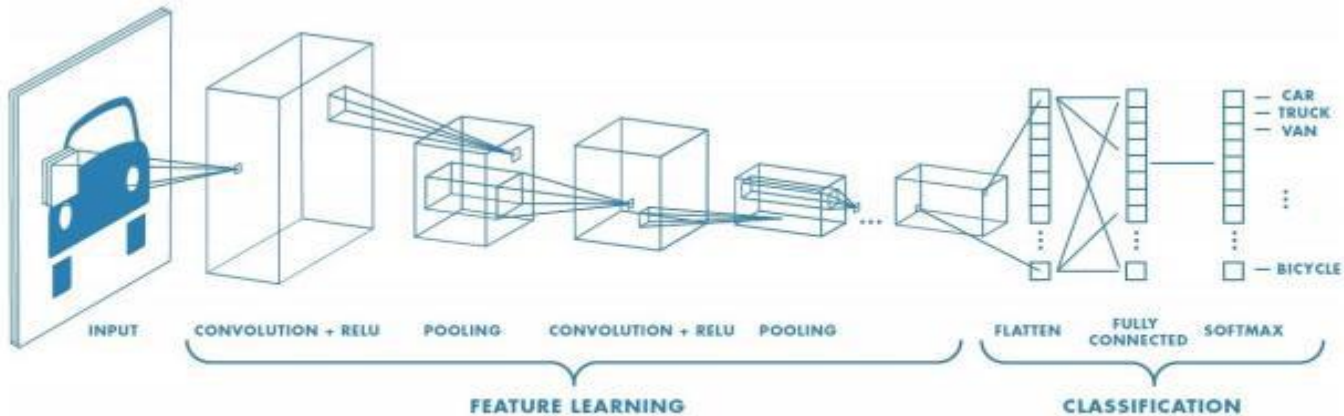 CAR
TRUCK
VAN
BICYCLE
INPUT
CONVOLUTION + RELU
POOLING
CONVOLUTION + RELU
POOLING
FLATTEN
FULLY
CONNECTED
SOFTMAX
FEATURE LEARNING
CLASSIFICATION